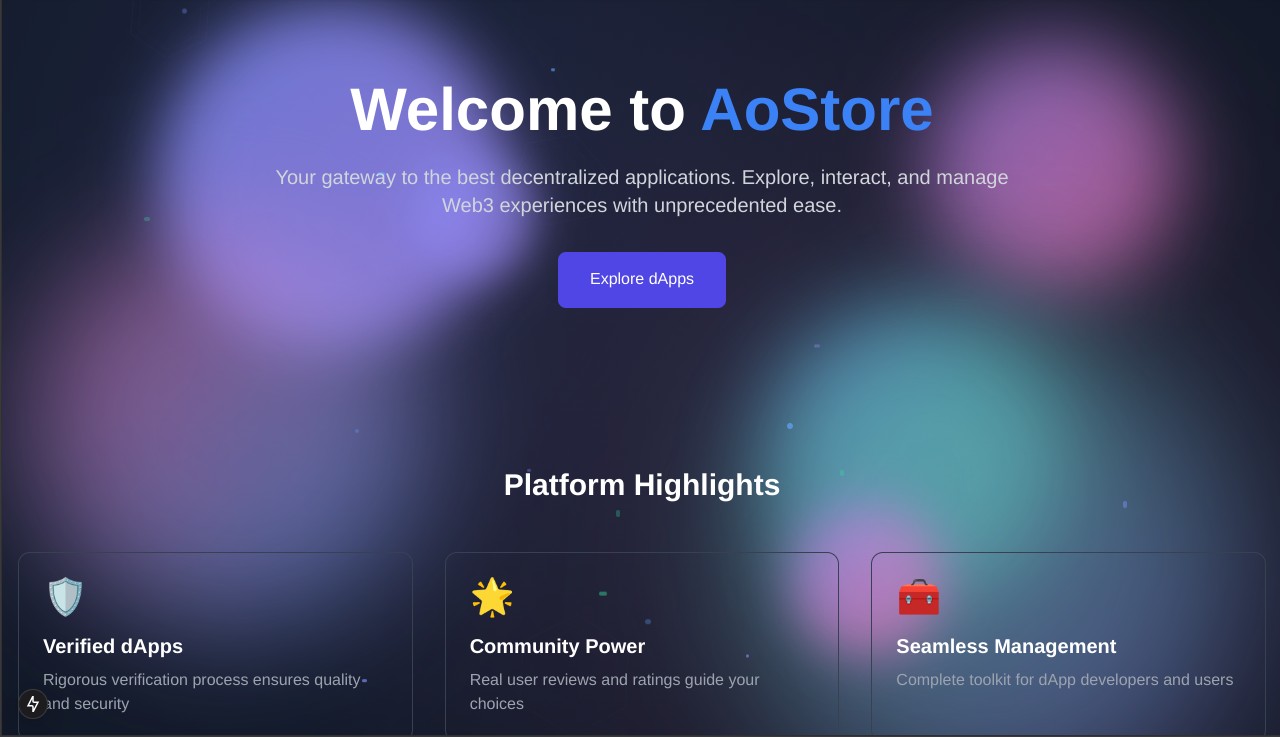 Welcome to AoStore
Your gateway to the best decentralized applications. Explore, interact, and manage
Web3 experiences with unprecedented ease.
Explore dApps
Platform Highlights
Verified dApps
Rigorous verification process ensures quality
and security
Community Power
Real user reviews and ratings guide your
choices
Seamless Management
Complete toolkit for dApp developers and users